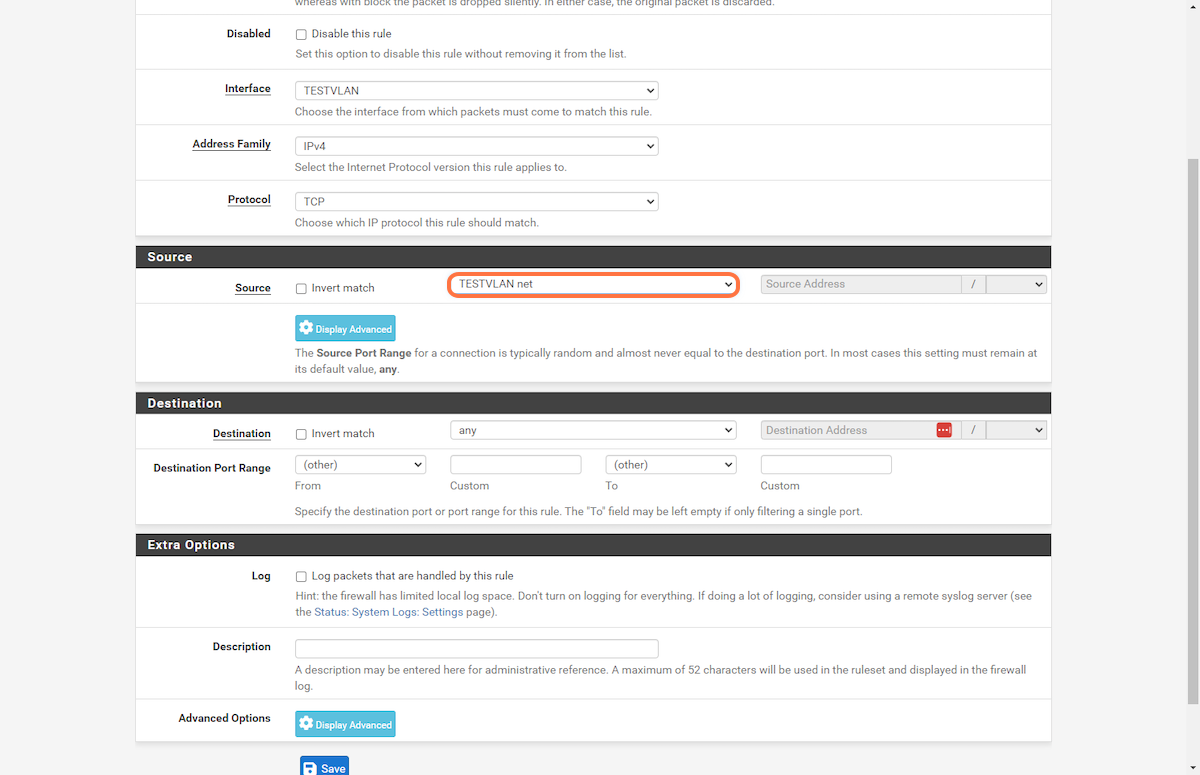 whereas with block the packet is dropped silently. In either case, the original packet is discarded.
Disabled
Disable this rule
Set this option to disable this rule without removing it from the list.
Interface
TESTVLAN
Choose the interface from which packets must come to match this rule.
Address Family
IPv4
Select the Internet Protocol version this rule applies to.
Protocol
TCP
Choose which IP protocol this rule should match.
Source
Source
Invert match
TESTVLAN net
Source Address
/
Display Advanced
The Source Port Range for a connection is typically random and almost never equal to the destination port. In most cases this setting must remain at
its default value, any.
Destination
Destination
Invert match
any
Destination Address
/
Destination Port Range
(other)
(other)
From
Custom
To
Custom
Specify the destination port or port range for this rule. The "To" field may be left empty if only filtering a single port.
Extra Options
Log
Log packets that are handled by this rule
Hint: the firewall has limited local log space. Don't turn on logging for everything. If doing a lot of logging, consider using a remote syslog server (see
the Status: System Logs: Settings page).
Description
A description may be entered here for administrative reference. A maximum of 52 characters will be used in the ruleset and displayed in the firewall
log.
Advanced Options
Display Advanced
Save